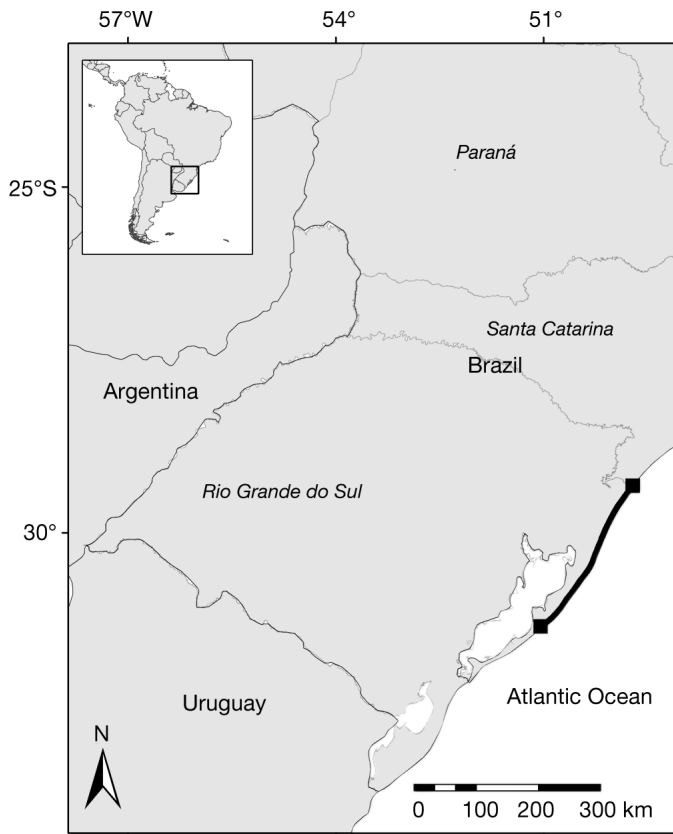 57°W 54° 51°
Paraná
25°S
Santa Catarina
Brazil
Argentina
Rio Grande do Sul
30°
Atlantic Ocean
Uruguay
N
0 100 200 300 km